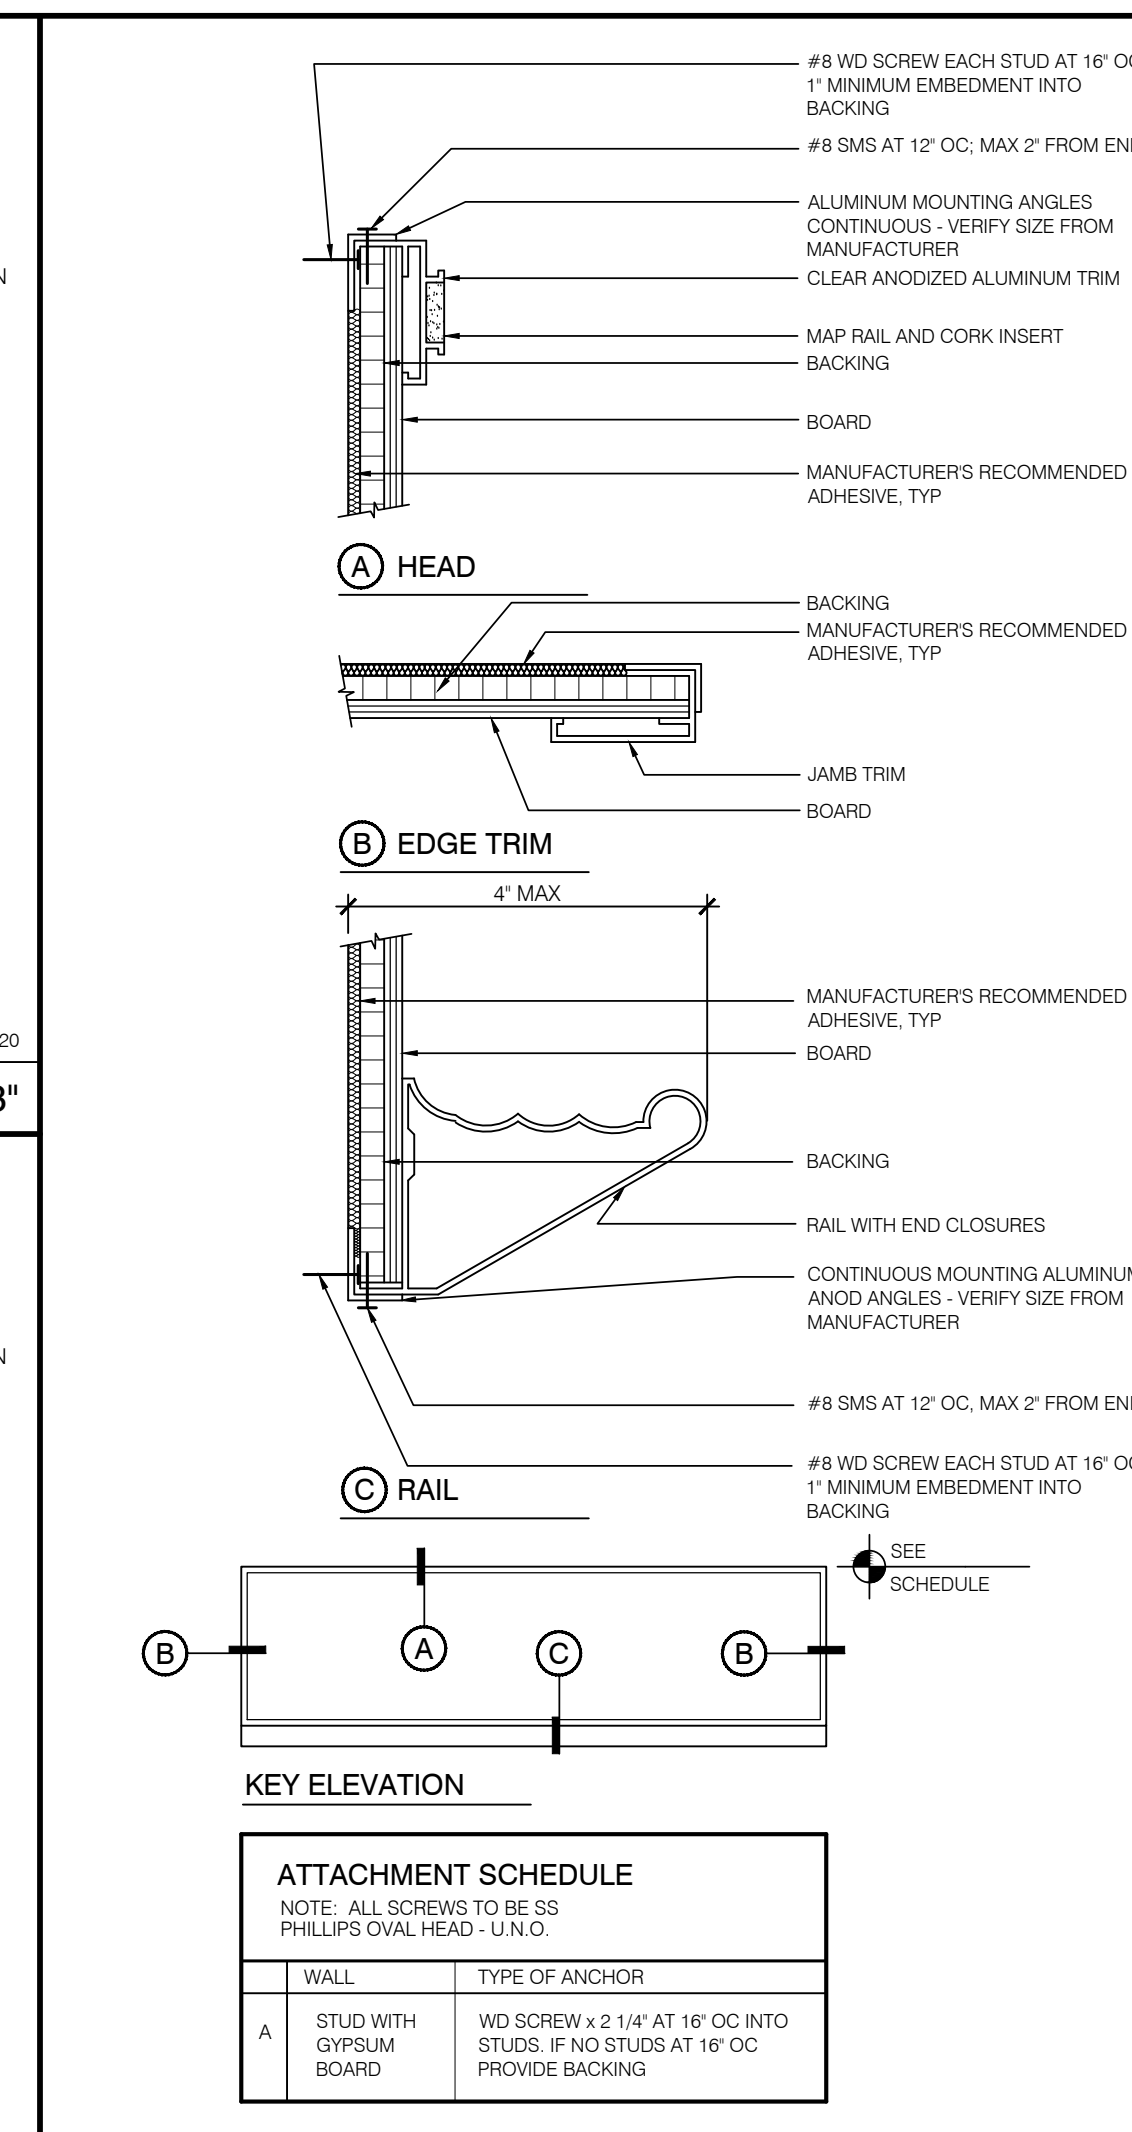 #8 WD SCREW EACH STUD AT 16" OC
1" MINIMUM EMBEDMENT INTO
BACKING
#8 SMS AT 12" OC; MAX 2" FROM END
ALUMINUM MOUNTING ANGLES
CONTINUOUS - VERIFY SIZE FROM
MANUFACTURER
CLEAR ANODIZED ALUMINUM TRIM
MAP RAIL AND CORK INSERT
BACKING
BOARD
MANUFACTURER'S RECOMMENDED
ADHESIVE, TYP
A HEAD
BACKING
MANUFACTURER'S RECOMMENDED
ADHESIVE, TYP
JAMB TRIM
BOARD
B EDGE TRIM
4" MAX
MANUFACTURER'S RECOMMENDED
ADHESIVE, TYP
BOARD
BACKING
RAIL WITH END CLOSURES
CONTINUOUS MOUNTING ALUMINUM
ANOD ANGLES - VERIFY SIZE FROM
MANUFACTURER
#8 SMS AT 12" OC, MAX 2" FROM END
#8 WD SCREW EACH STUD AT 16" OC
1" MINIMUM EMBEDMENT INTO
BACKING
C RAIL
SEE
SCHEDULE
B
A
C
B
KEY ELEVATION
ATTACHMENT SCHEDULE
NOTE: ALL SCREWS TO BE SS
PHILLIPS OVAL HEAD - U.N.O.
WALL TYPE OF ANCHOR
A STUD WITH GYPSUM BOARD
WD SCREW x 2 1/4" AT 16" OC INTO
STUDS. IF NO STUDS AT 16" OC
PROVIDE BACKING
N
20
8"
N